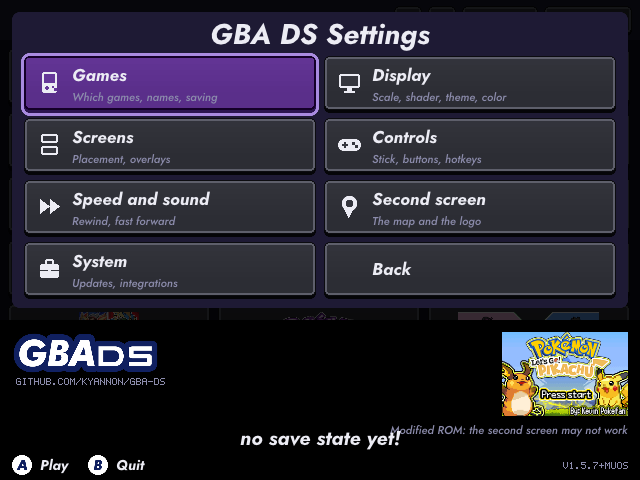 GBA DS Settings
Games
Which games, names, saving
Display
Scale, shader, theme, color
Screens
Placement, overlays
Controls
Stick, buttons, hotkeys
Speed and sound
Rewind, fast forward
Second screen
The map and the logo
System
Updates, integrations
Back
GBADS
GITHUB.COM/KYANNON/GBA-DS
POKéMON
Let's Go!
PIKACHU
Press start
By: Kevin Pokefan
Modified ROM: the second screen may not work
no save state yet!
A Play B Quit
V1.5.7+MUOS